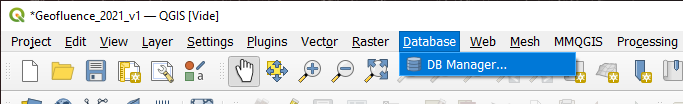 *Geofluence_2021_v1 — QGIS [Vide]
Project Edit View Layer Settings Plugins Vector Raster Database Web Mesh MMQGIS Processing
DB Manager...